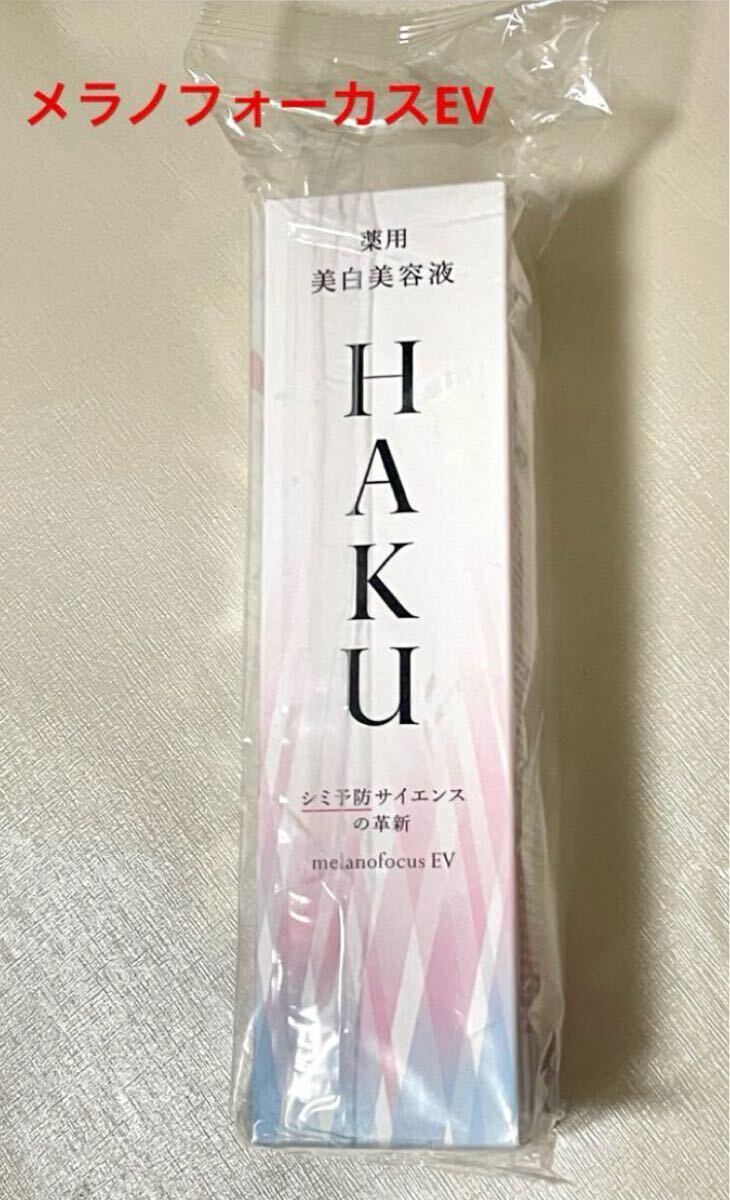 メラノフォーカスEV
薬用
美白美容液
HAKU
シミ予防サイエンス
の革新
melanofocus EV